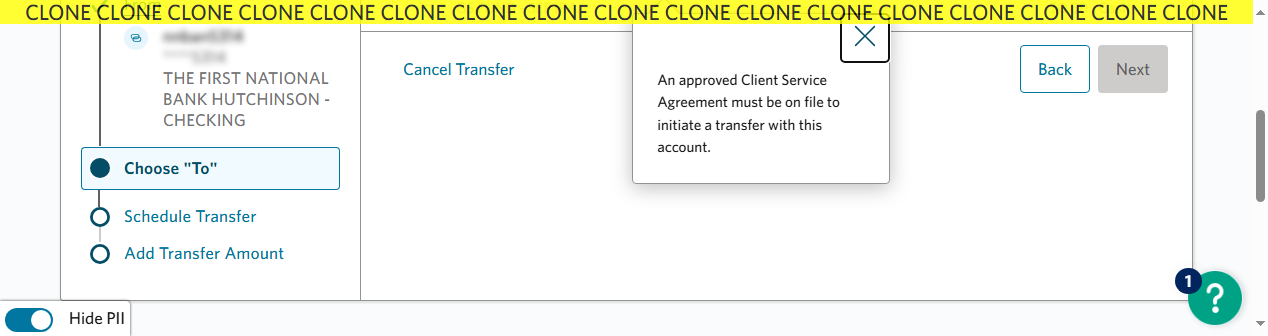 CLONE CLONE CLONE CLONE CLONE CLONE CLONE CLONE CLONE CLONE CLONE CLONE CLONE CLONE CLONE CLONE CLONE
THE FIRST NATIONAL
BANK HUTCHINSON -
CHECKING
Choose "To"
Schedule Transfer
Add Transfer Amount
Cancel Transfer
An approved Client Service
Agreement must be on file to
initiate a transfer with this
account.
Back
Next
Hide PII
1
?